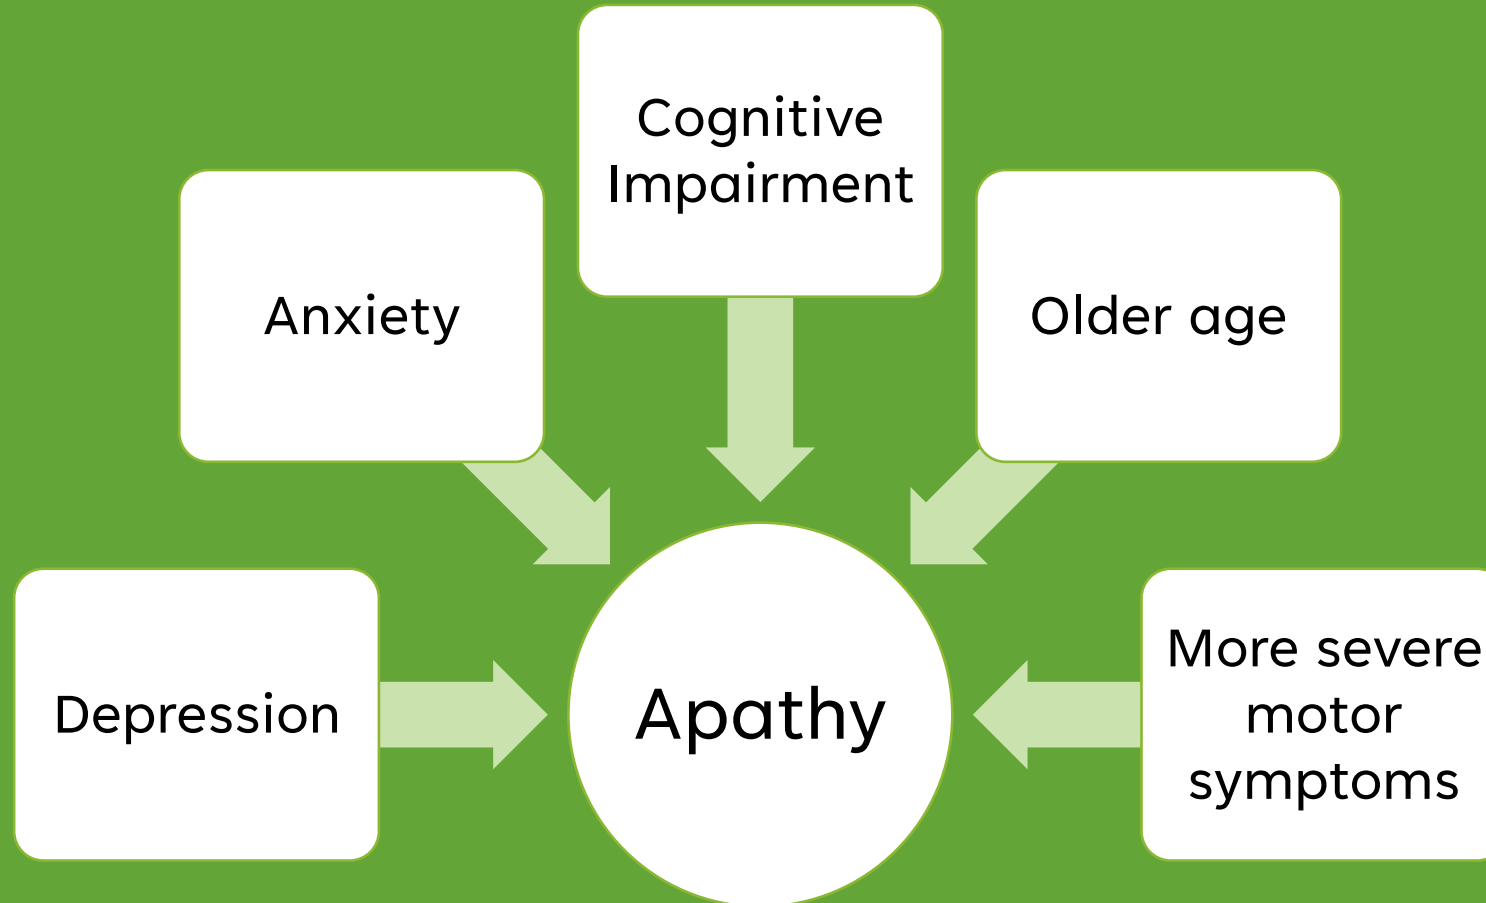 Cognitive
Impairment
Anxiety
Older age
Depression
Apathy
More severe
motor
symptoms